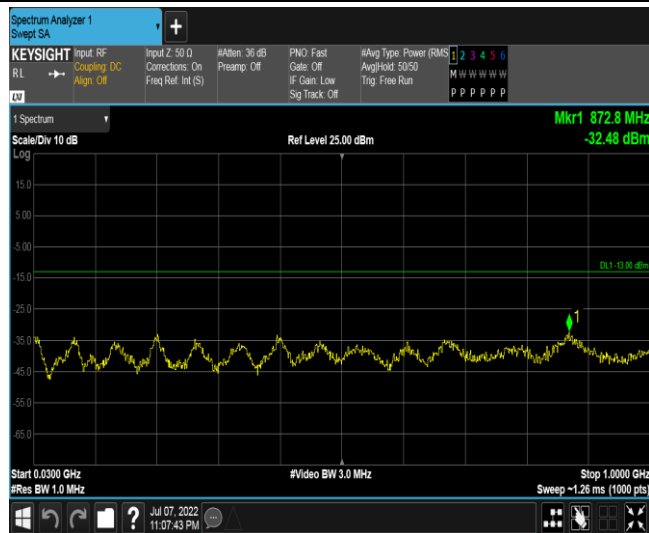 Spectrum Analyzer 1
Swept SA
+
KEYSIGHT
RL
Input: RF
Coupling: DC
Align: Off
Input Z: 50 Ω
Corrections: On
Freq Ref: Int (S)
#Atten: 36 dB
Preamp: Off
PNO: Fast
Gate: Off
IF Gain: Low
Sig Track: Off
#Avg Type: Power (RMS
Avg|Hold: 50/50
Trig: Free Run
1 2 3 4 5 6
M W W W W W
P P P P P P
1 Spectrum
Mkr1 872.8 MHz
Scale/Div 10 dB
Ref Level 25.00 dBm
-32.48 dBm
Log
15.0
5.00
-5.00
DL1 -13.00 dBm
-15.0
-25.0
1
-35.0
-45.0
-55.0
-65.0
Start 0.0300 GHz
#Video BW 3.0 MHz
Stop 1.0000 GHz
#Res BW 1.0 MHz
Sweep ~1.26 ms (1000 pts)
?
Jul 07, 2022
11:07:43 PM